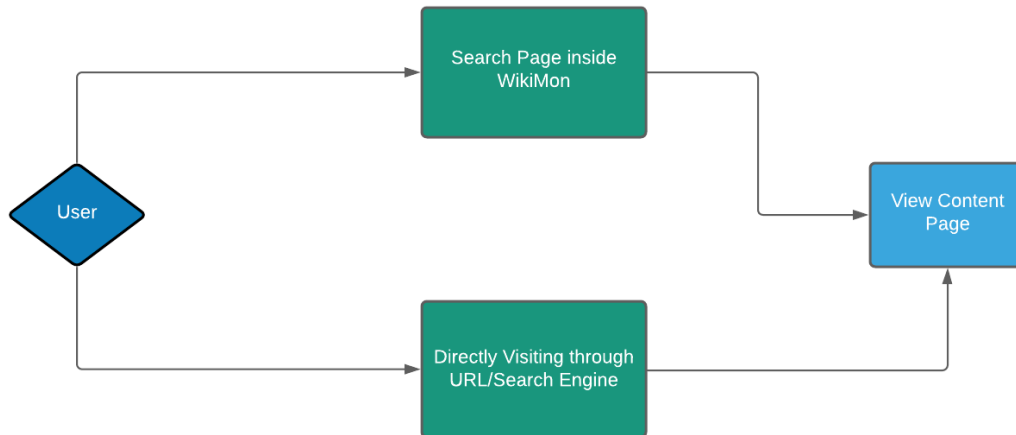 Search Page inside
WikiMon
User
View Content
Page
Directly Visiting through
URL/Search Engine